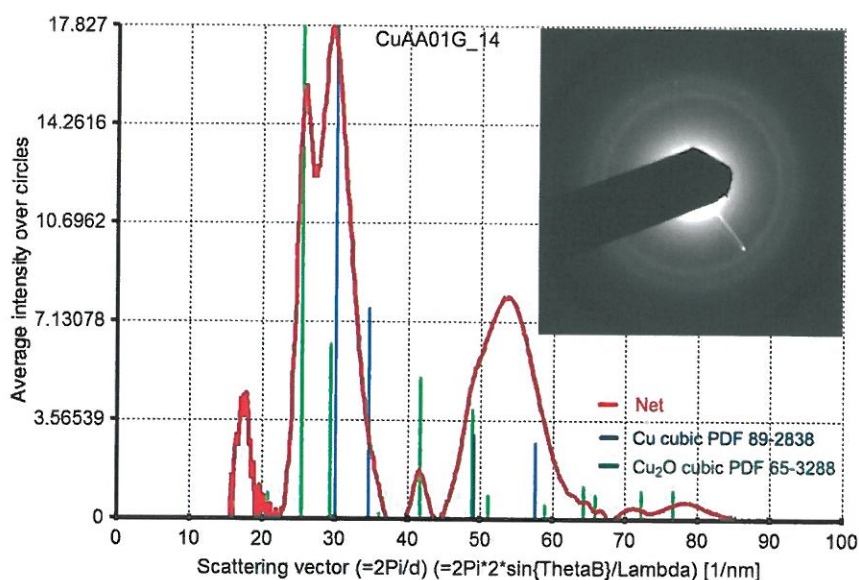 CuAA01G_14
17.827
14.2616
10.6962
7.13078
3.56539
0
Average intensity over circles
Net
Cu cubic PDF 89-2838
Cu₂O cubic PDF 65-3288
0 10 20 30 40 50 60 70 80 90 100
Scattering vector (=2Pi/d) (=2Pi*2*sin{ThetaB}/Lambda) [1/nm]